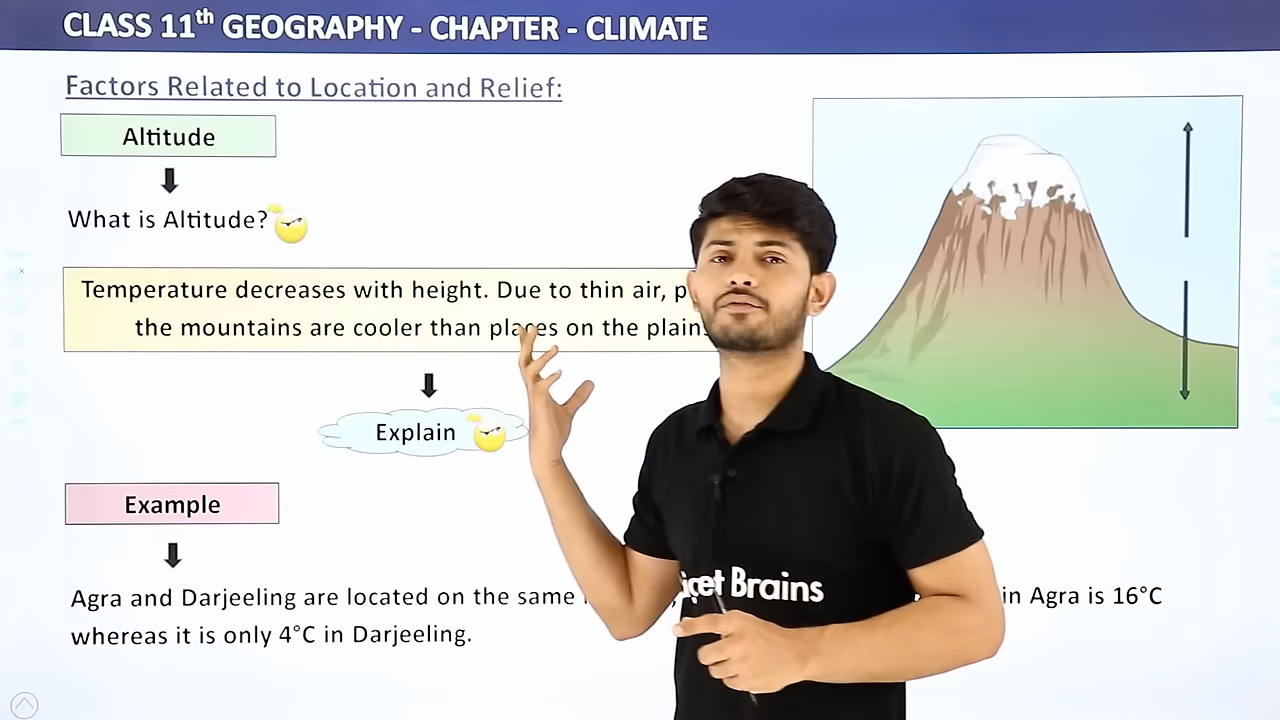 CLASS 11th GEOGRAPHY - CHAPTER - CLIMATE
Factors Related to Location and Relief:
Altitude
What is Altitude?
Temperature decreases with height. Due to thin air,
the mountains are cooler than places on the plains
Explain
Example
Agra and Darjeeling are located on the same in Agra is 16°C
whereas it is only 4°C in Darjeeling.
Brains